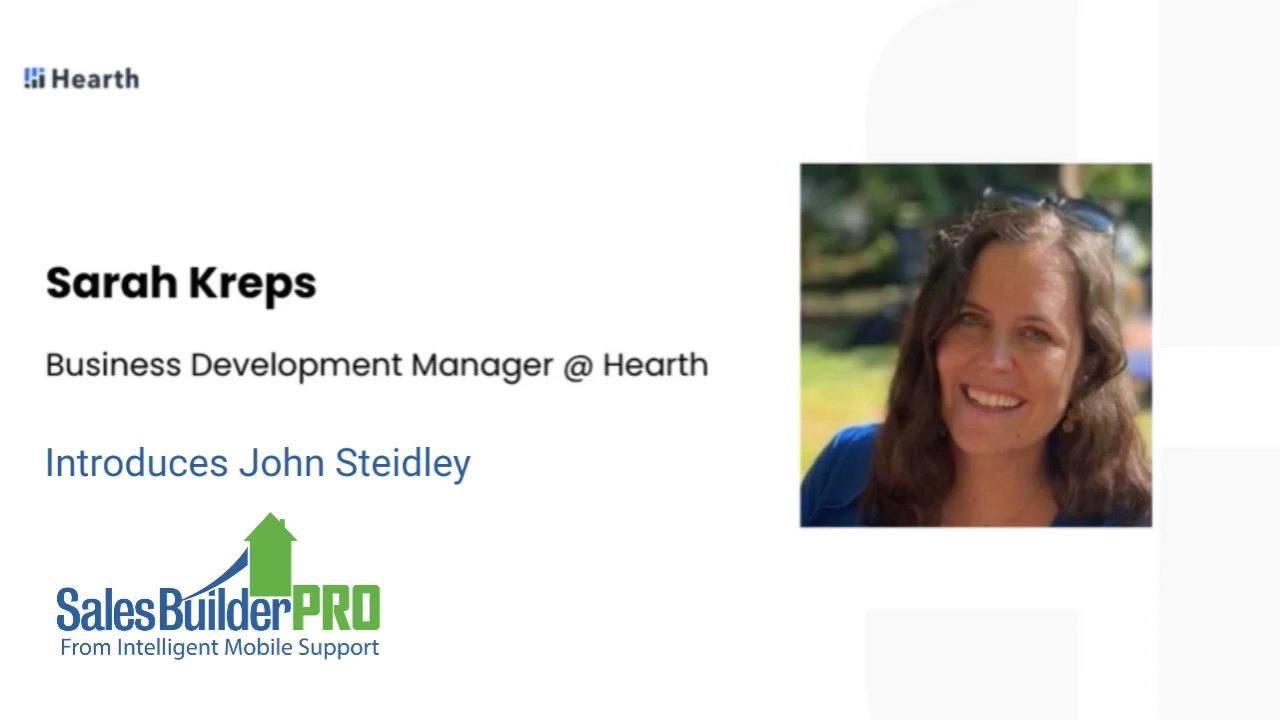 Hearth
Sarah Kreps
Business Development Manager @ Hearth
Introduces John Steidley
SalesBuilderPRO
From Intelligent Mobile Support